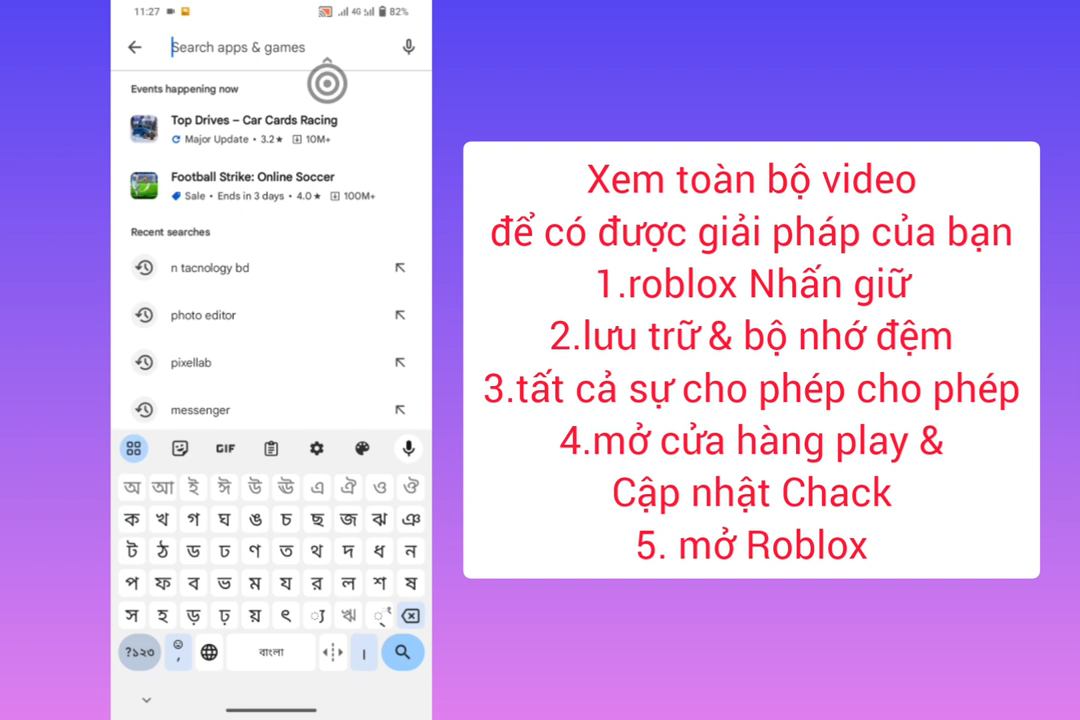 11:27
4G 82%
Search apps & games
Events happening now
Top Drives – Car Cards Racing
Major Update • 3.2★ 10M+
Football Strike: Online Soccer
Sale • Ends in 3 days • 4.0★ 100M+
Recent searches
n tacnology bd
photo editor
pixellab
messenger
GIF
অ আ ই ঈ উ ঊ এ ঐ ও ঔ
ক খ গ ঘ ঙ চ ছ জ ঝ ঞ
ট ঠ ড ঢ ণ ত থ দ ধ ন
প ফ ব ভ ম য র ল শ ষ
স হ ড় ঢ় য় ৎ ্য ঋ
?১২৩ , বাংলা ।
Xem toàn bộ video
để có được giải pháp của bạn
1.roblox Nhấn giữ
2.lưu trữ & bộ nhớ đệm
3.tất cả sự cho phép cho phép
4.mở cửa hàng play &
Cập nhật Chack
5. mở Roblox